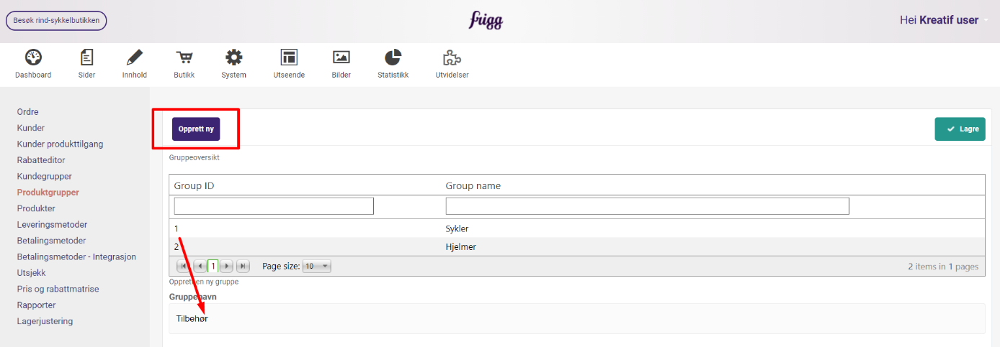 Besøk rind-sykkelbutikken
frigg
Hei Kreatif user
Dashboard
Sider
Innhold
Butikk
System
Utseende
Bilder
Statistikk
Utvidelser
Ordre
Kunder
Kunder produkttilgang
Rabatteditor
Kundegrupper
Produktgrupper
Produkter
Leveringsmetoder
Betalingsmetoder
Betalingsmetoder - Integrasjon
Utsjekk
Pris og rabattmatrise
Rapporter
Lagerjustering
Opprett ny
Lagre
Gruppeoversikt
Group ID Group name
1 Sykler
2 Hjelmer
1 Page size: 10 2 items in 1 pages
Opprett en ny gruppe
Gruppenavn
Tilbehør